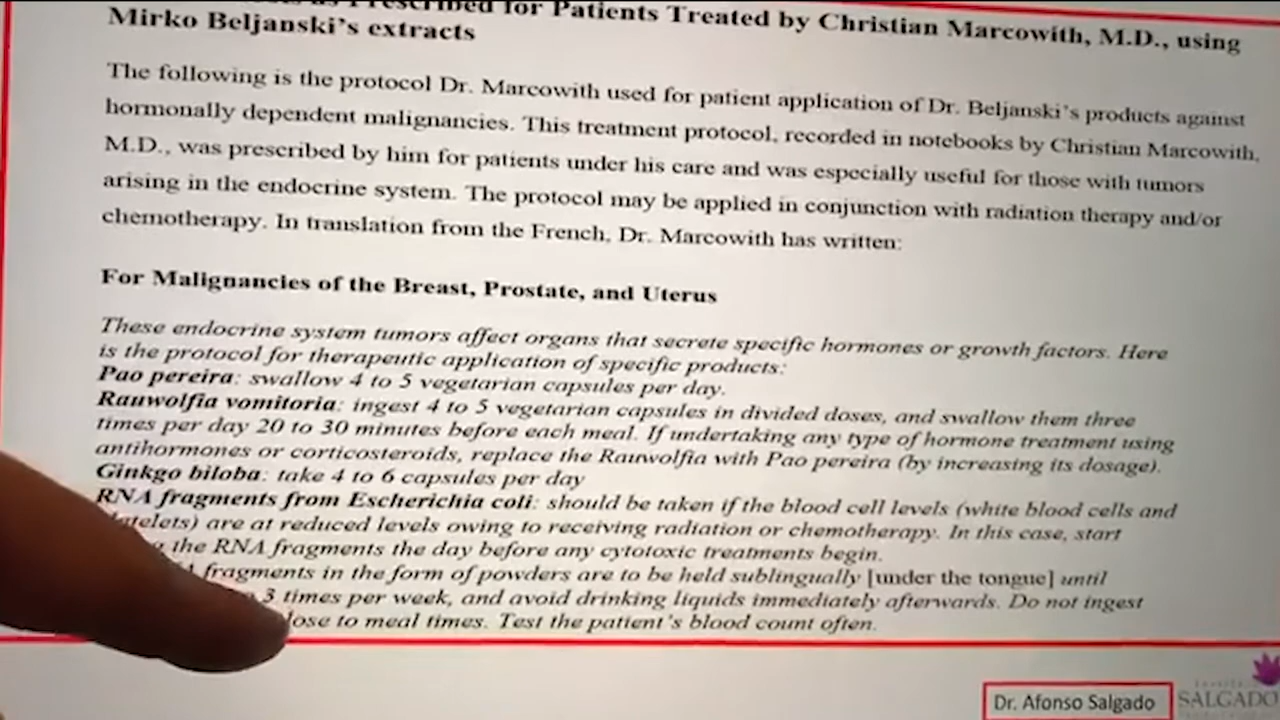 for Patients Treated by Christian Marcowith, M.D., using
Mirko Beljanski's extracts
The following is the protocol Dr. Marcowith used for patient application of Dr. Beljanski's products against
hormonally dependent malignancies. This treatment protocol, recorded in notebooks by Christian Marcowith,
M.D., was prescribed by him for patients under his care and was especially useful for those with tumors
arising in the endocrine system. The protocol may be applied in conjunction with radiation therapy and/or
chemotherapy. In translation from the French, Dr. Marcowith has written:
For Malignancies of the Breast, Prostate, and Uterus
These endocrine system tumors affect organs that secrete specific hormones or growth factors. Here
is the protocol for therapeutic application of specific products:
Pao pereira: swallow 4 to 5 vegetarian capsules per day.
Rauwolfia vomitoria: ingest 4 to 5 vegetarian capsules in divided doses, and swallow them three
times per day 20 to 30 minutes before each meal. If undertaking any type of hormone treatment using
antihormones or corticosteroids, replace the Rauwolfia with Pao pereira (by increasing its dosage).
Ginkgo biloba: take 4 to 6 capsules per day
RNA fragments from Escherichia coli: should be taken if the blood cell levels (white blood cells and
are at reduced levels owing to receiving radiation or chemotherapy. In this case, start
the RNA fragments the day before any cytotoxic treatments begin.
fragments in the form of powders are to be held sublingually [under the tongue] until
3 times per week, and avoid drinking liquids immediately afterwards. Do not ingest
to meal times. Test the patient's blood count often.
Dr. Afonso Salgado
SALGADO